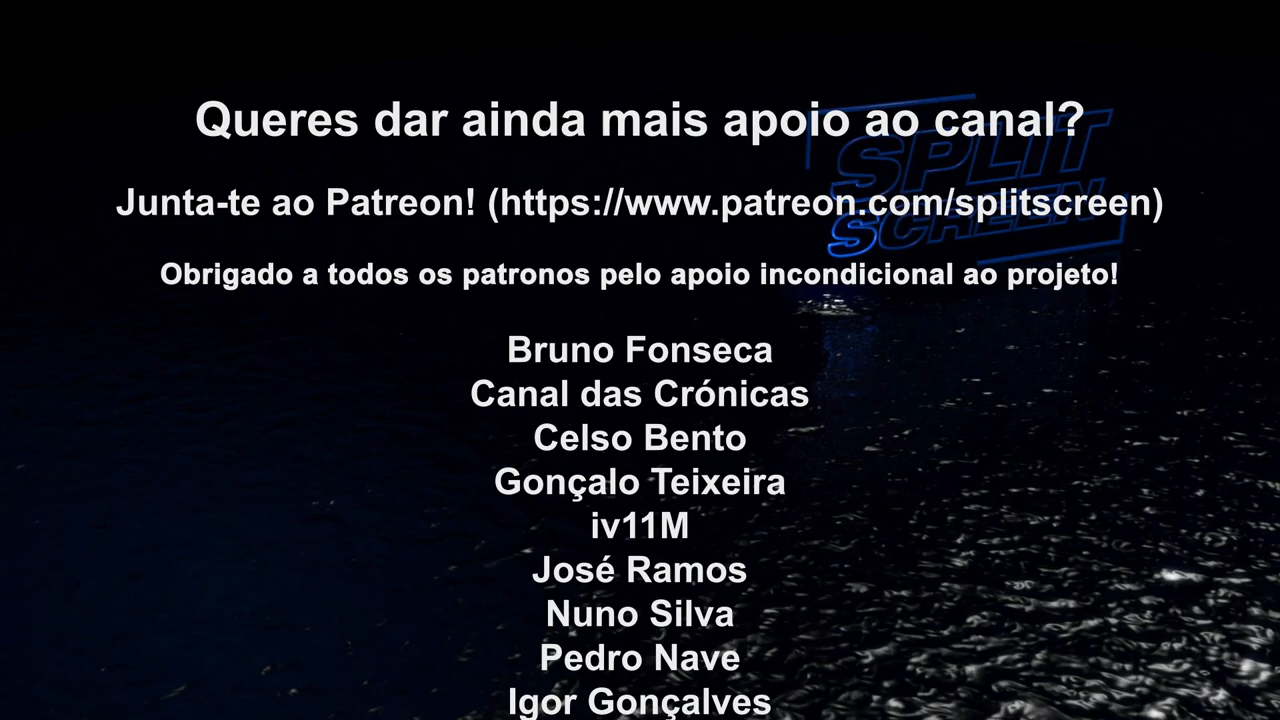 Queres dar ainda mais apoio ao canal?
SPLIT
Junta-te ao Patreon! (https://www.patreon.com/splitscreen)
SCREEN
Obrigado a todos os patronos pelo apoio incondicional ao projeto!
Bruno Fonseca
Canal das Crónicas
Celso Bento
Gonçalo Teixeira
iv11M
José Ramos
Nuno Silva
Pedro Nave
Igor Gonçalves